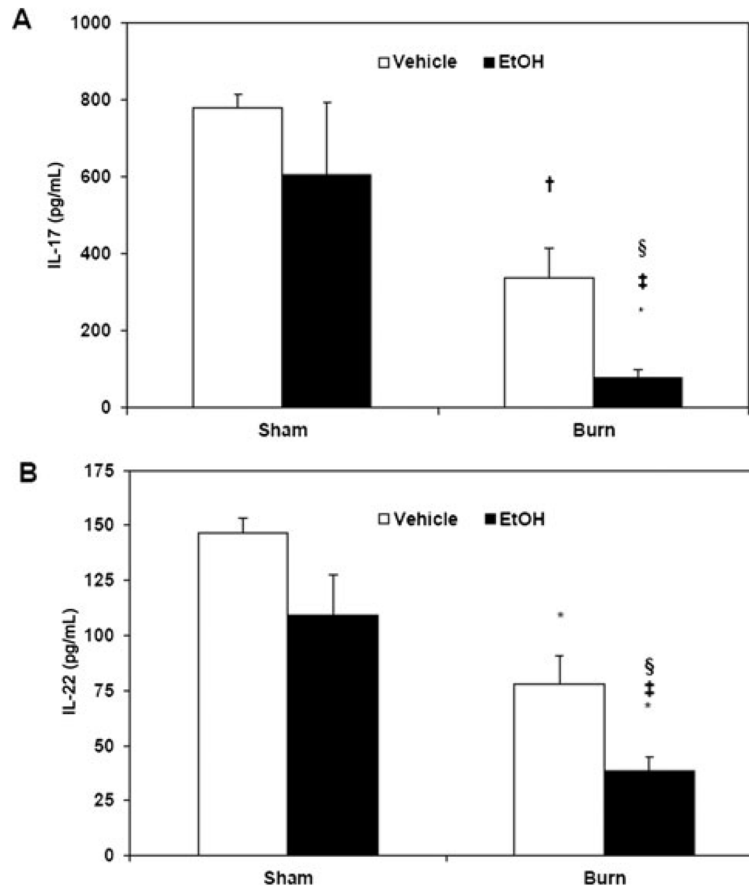 A
1000
800
600
400
200
0
IL-17 (pg/mL)
Vehicle EtOH
†
§
‡
*
Sham Burn
B
175
150
125
100
75
50
25
0
IL-22 (pg/mL)
Vehicle EtOH
*
§
‡
*
Sham Burn